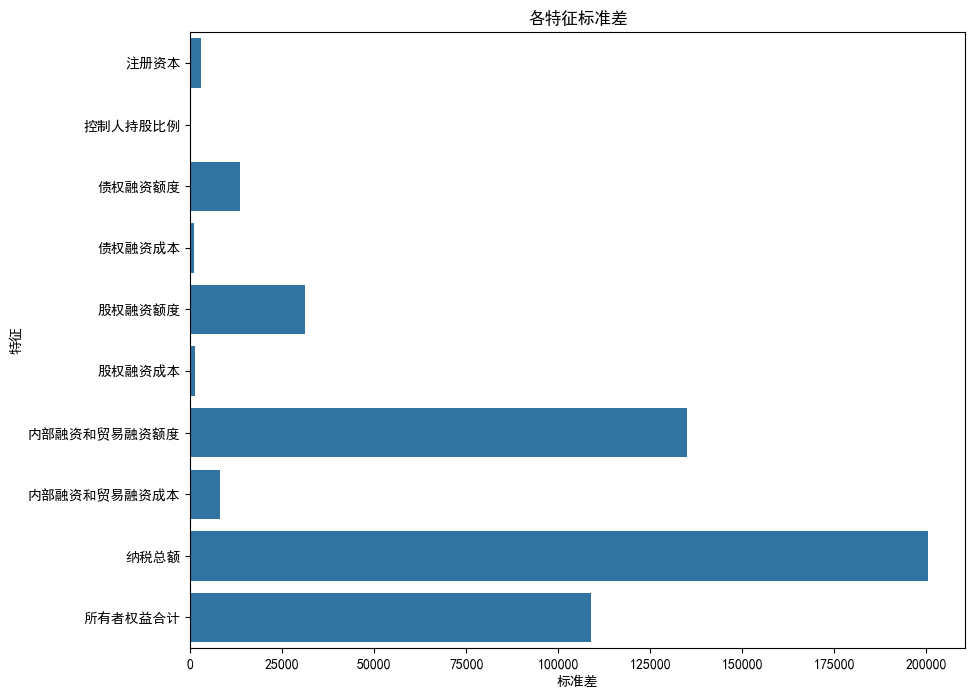 各特征标准差
注册资本
控制人持股比例
债权融资额度
债权融资成本
股权融资额度
股权融资成本
内部融资和贸易融资额度
内部融资和贸易融资成本
纳税总额
所有者权益合计
特征
0 25000 50000 75000 100000 125000 150000 175000 200000
标准差